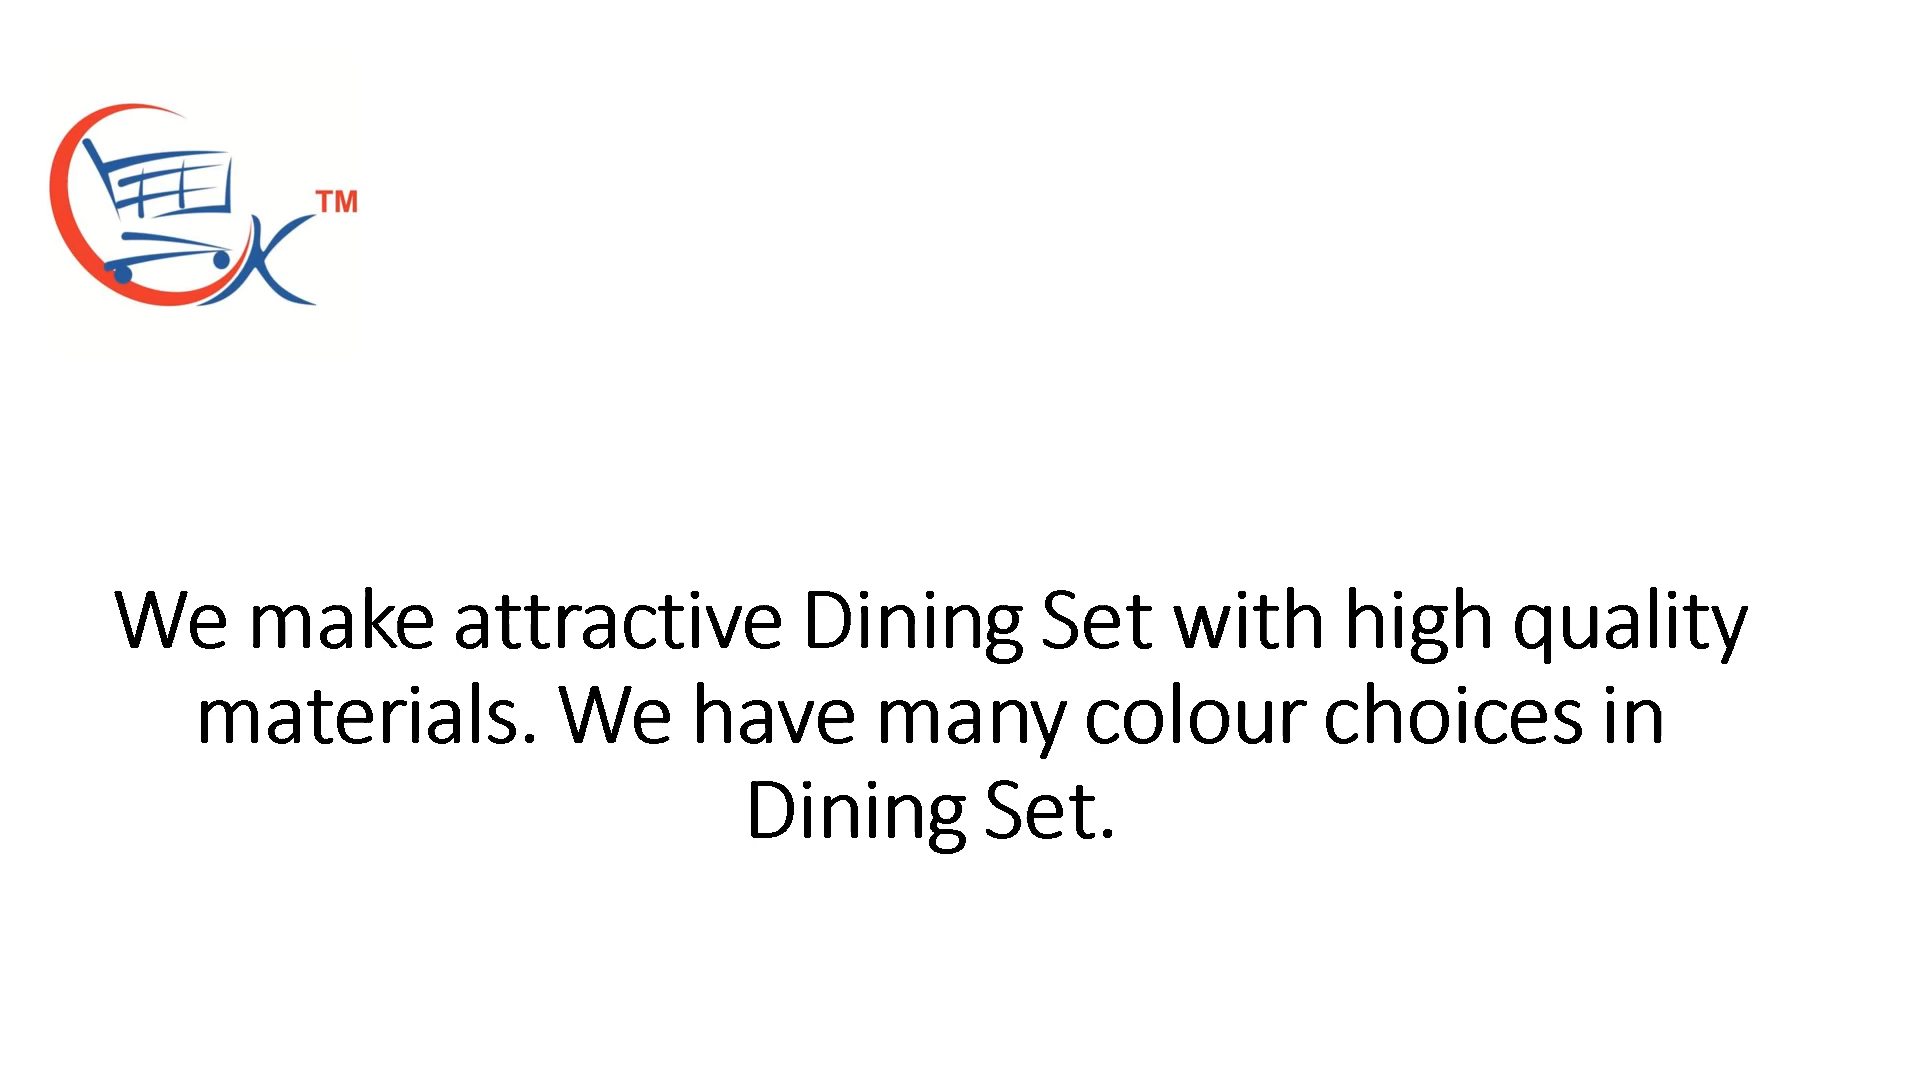 TM
We make attractive Dining Set with high quality
materials. We have many colour choices in
Dining Set.